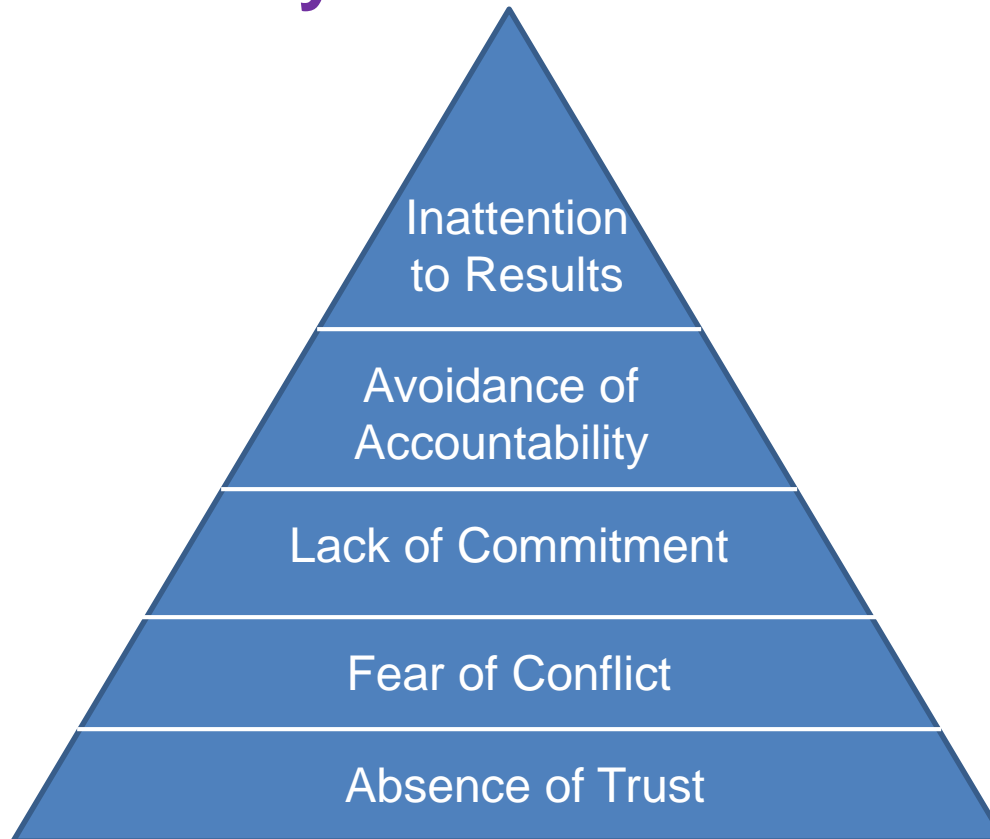 Inattention
to Results
Avoidance of
Accountability
Lack of Commitment
Fear of Conflict
Absence of Trust